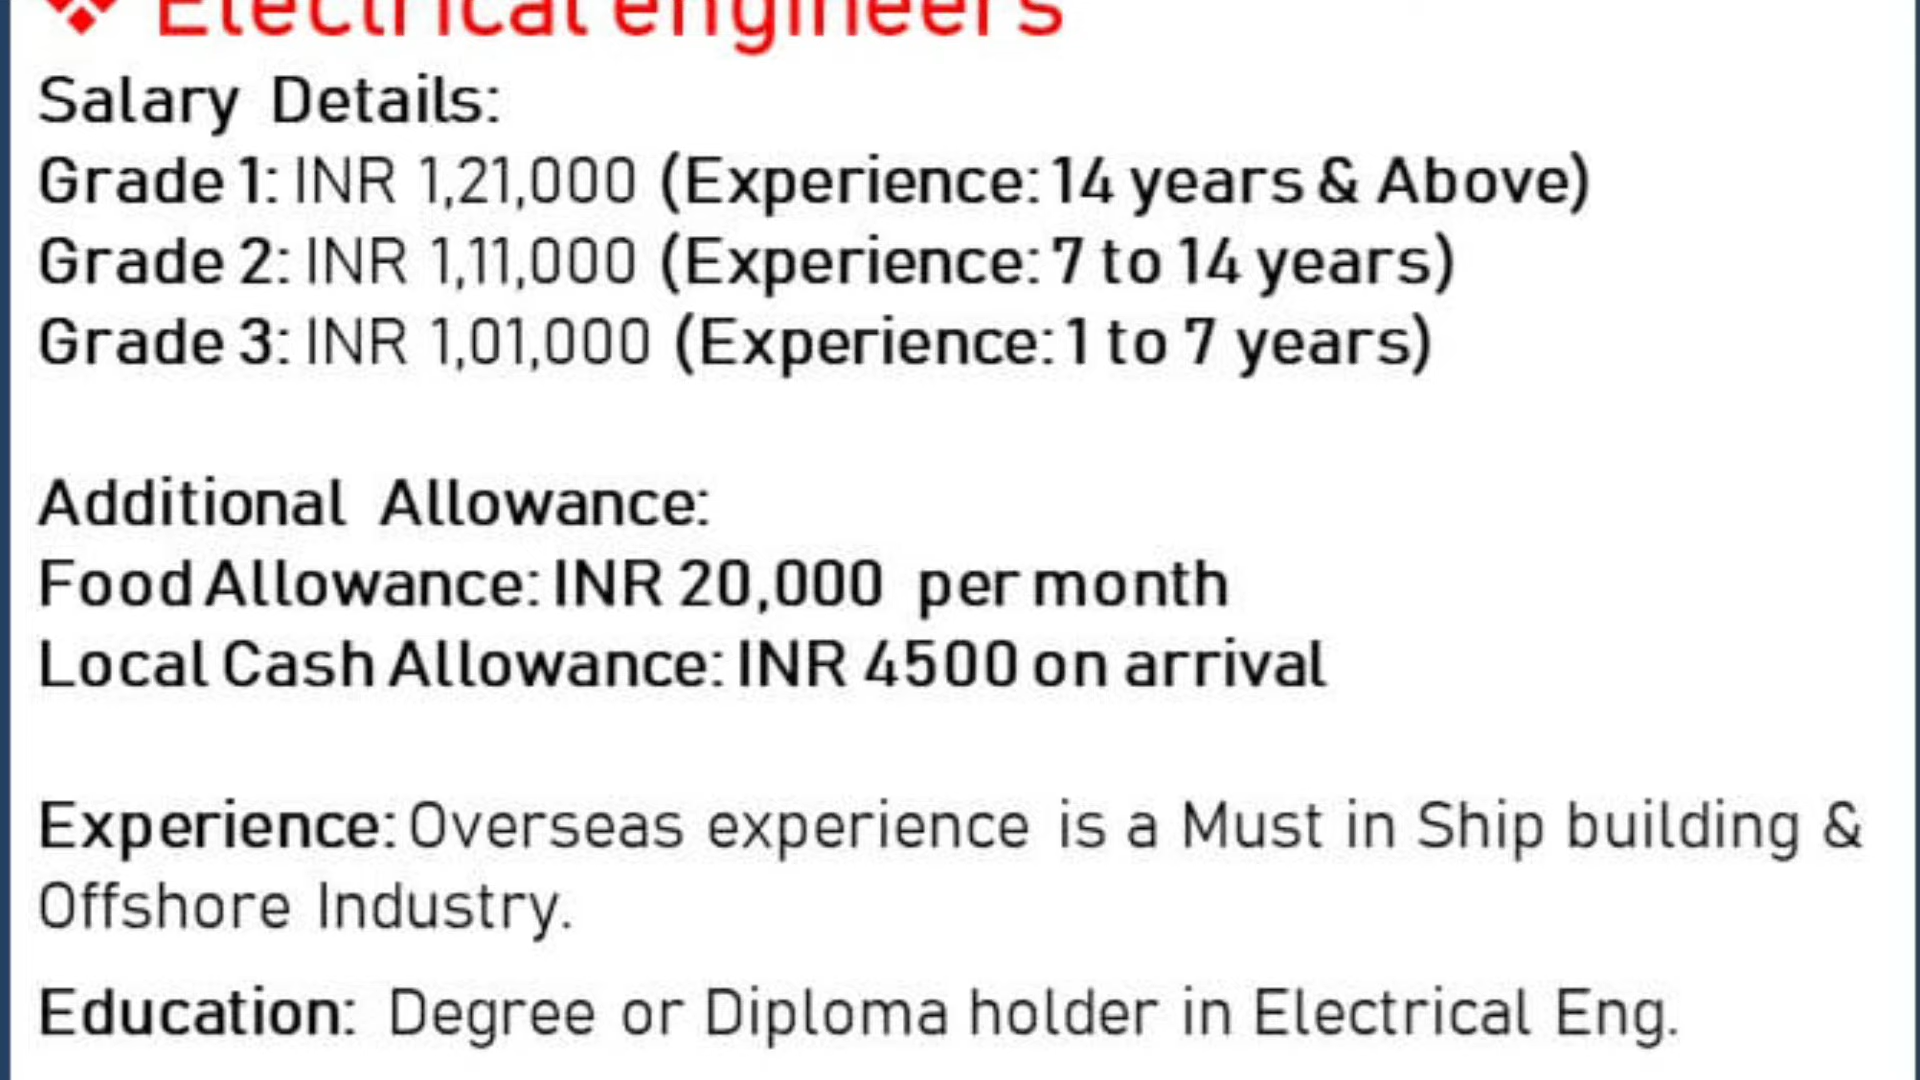 ❖ Electrical engineers
Salary Details:
Grade 1: INR 1,21,000 (Experience: 14 years & Above)
Grade 2: INR 1,11,000 (Experience: 7 to 14 years)
Grade 3: INR 1,01,000 (Experience: 1 to 7 years)
Additional Allowance:
Food Allowance: INR 20,000 per month
Local Cash Allowance: INR 4500 on arrival
Experience: Overseas experience is a Must in Ship building &
Offshore Industry.
Education: Degree or Diploma holder in Electrical Eng.